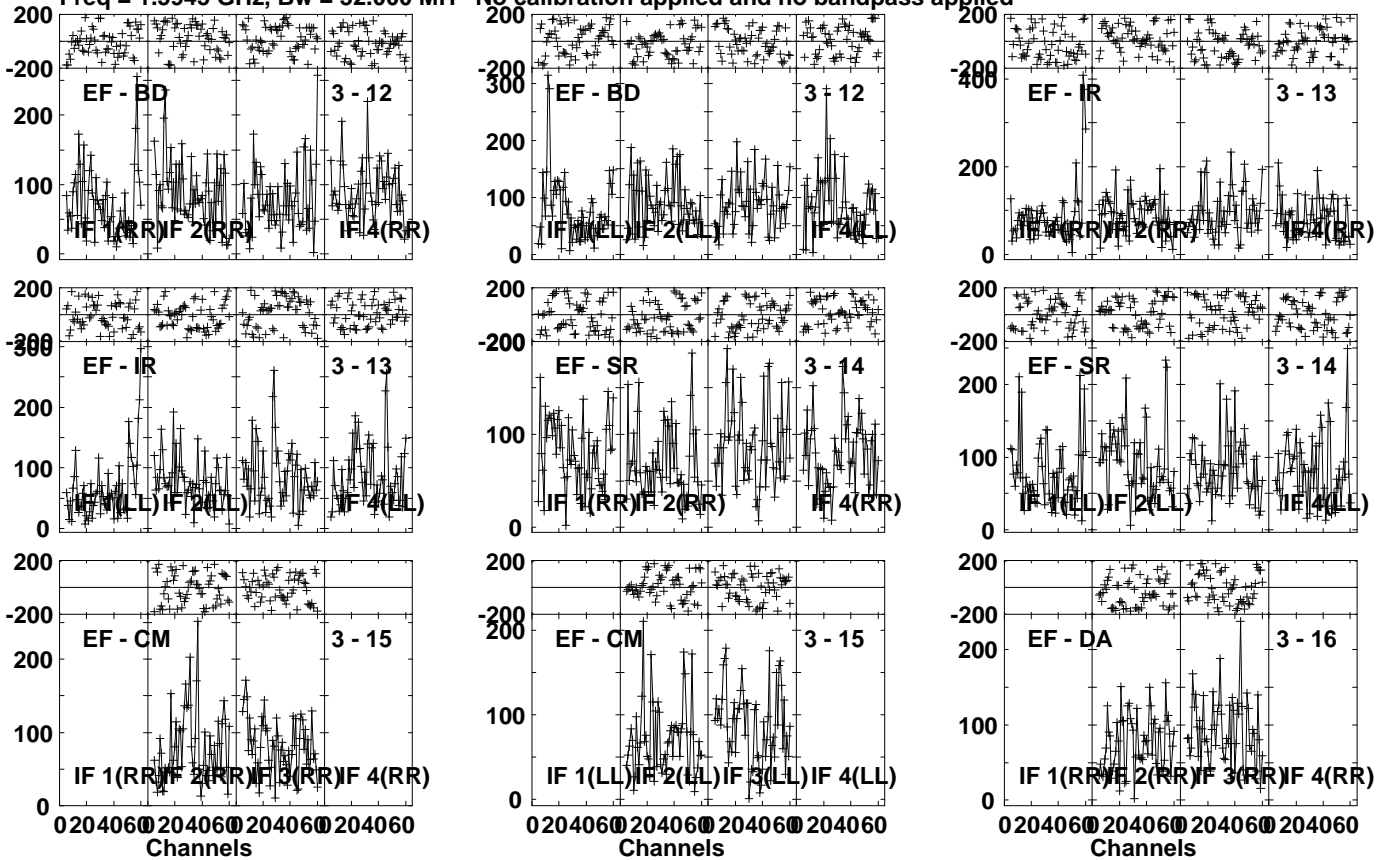 Freq = 1.5949 GHz, Bw = 32.000 MH No calibration applied and no bandpass applied
200 200 200
-200 -200 -200
EF - BD 3 - 12 EF - BD 3 - 12 EF - IR 3 - 13
300 400
200 200 200
100 100
0 0 0
IF 1(RR) IF 2(RR) IF 4(RR) IF 1(LL) IF 2(LL) IF 4(LL) IF 1(RR) IF 2(RR) IF 4(RR)
200 200 200
-200 -200 -200
300
EF - IR 3 - 13 EF - SR 3 - 14 EF - SR 3 - 14
200 200
100 100 100
0 0 0
IF 1(LL) IF 2(LL) IF 4(LL) IF 1(RR) IF 2(RR) IF 4(RR) IF 1(LL) IF 2(LL) IF 4(LL)
200 200 200
-200 -200 -200
EF - CM 3 - 15 EF - CM 3 - 15 EF - DA 3 - 16
200 200 200
100 100 100
IF 1(RR) IF 2(RR) IF 3(RR) IF 4(RR) IF 1(LL) IF 2(LL) IF 3(LL) IF 4(LL) IF 1(RR) IF 2(RR) IF 3(RR) IF 4(RR)
0 0 0
0 20 40 60 0 20 40 60 0 20 40 60 0 20 40 60 0 20 40 60 0 20 40 60 0 20 40 60 0 20 40 60 0 20 40 60 0 20 40 60 0 20 40 60 0 20 40 60
Channels Channels Channels